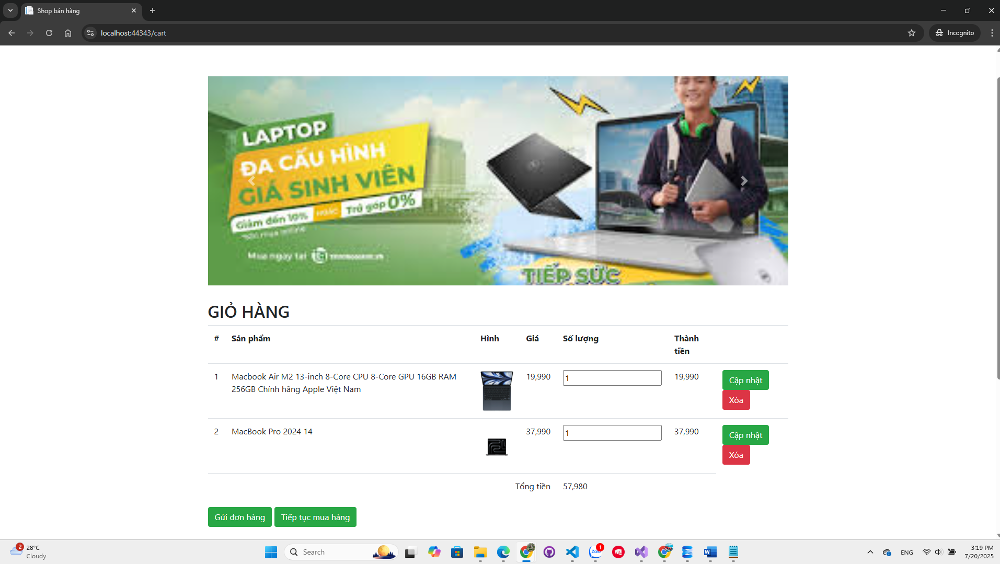 Shop bán hàng
localhost:44343/cart
Incognito
LAPTOP
ĐA CẤU HÌNH
GIÁ SINH VIÊN
Giảm đến 10% HOẶC Trả góp 0%
Mua ngay tại
TIẾP SỨC
GIỎ HÀNG
# Sản phẩm Hình Giá Số lượng Thành
tiền
1 Macbook Air M2 13-inch 8-Core CPU 8-Core GPU 16GB RAM 19,990 1 19,990 Cập nhật
256GB Chính hãng Apple Việt Nam
Xóa
2 MacBook Pro 2024 14 37,990 1 37,990 Cập nhật
Xóa
Tổng tiền 57,980
Gửi đơn hàng Tiếp tục mua hàng
2 28°C
Cloudy
Search
Zalo 1
ENG
3:19 PM
7/20/2025